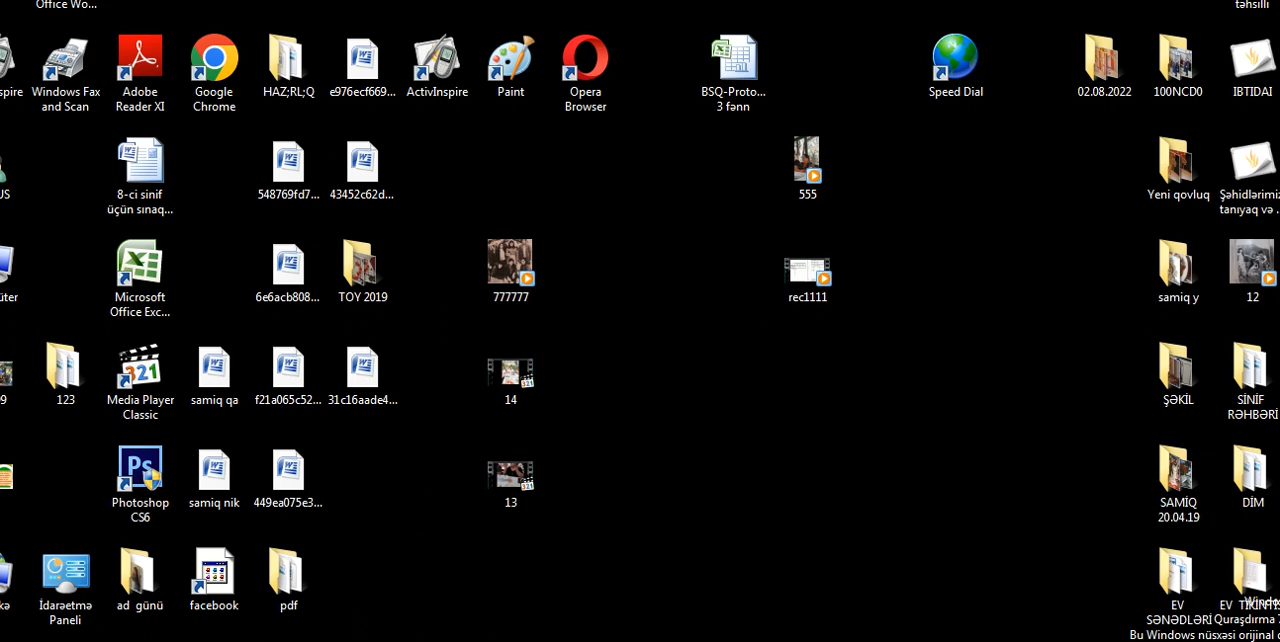 Office Wo...
təhsilli
spire
Windows Fax
and Scan
Adobe
Reader XI
Google
Chrome
HAZ;RL;Q
e976ecf669...
ActivInspire
Paint
Opera
Browser
BSQ-Proto...
3 fənn
Speed Dial
02.08.2022
100NCD0
IBTIDAI
US
8-ci sinif
üçün sınaq...
548769fd7...
43452c62d...
555
Yeni qovluq
Şəhidlərimiz
tanıyaq və .
üter
Microsoft
Office Exc...
6e6acb808...
TOY 2019
777777
rec1111
samiq y
12
9
123
Media Player
Classic
samiq qa
f21a065c52...
31c16aade4...
14
ŞƏKİL
SİNİF
RƏHBƏRİ
Photoshop
CS6
samiq nik
449ea075e3...
13
SAMİQ
20.04.19
DİM
kə
İdarəetmə
Paneli
ad günü
facebook
pdf
EV
SƏNƏDLƏRİ
EV TİKİNTİS
Quraşdırma 7
Windo
Bu Windows nüsxəsi orijinal